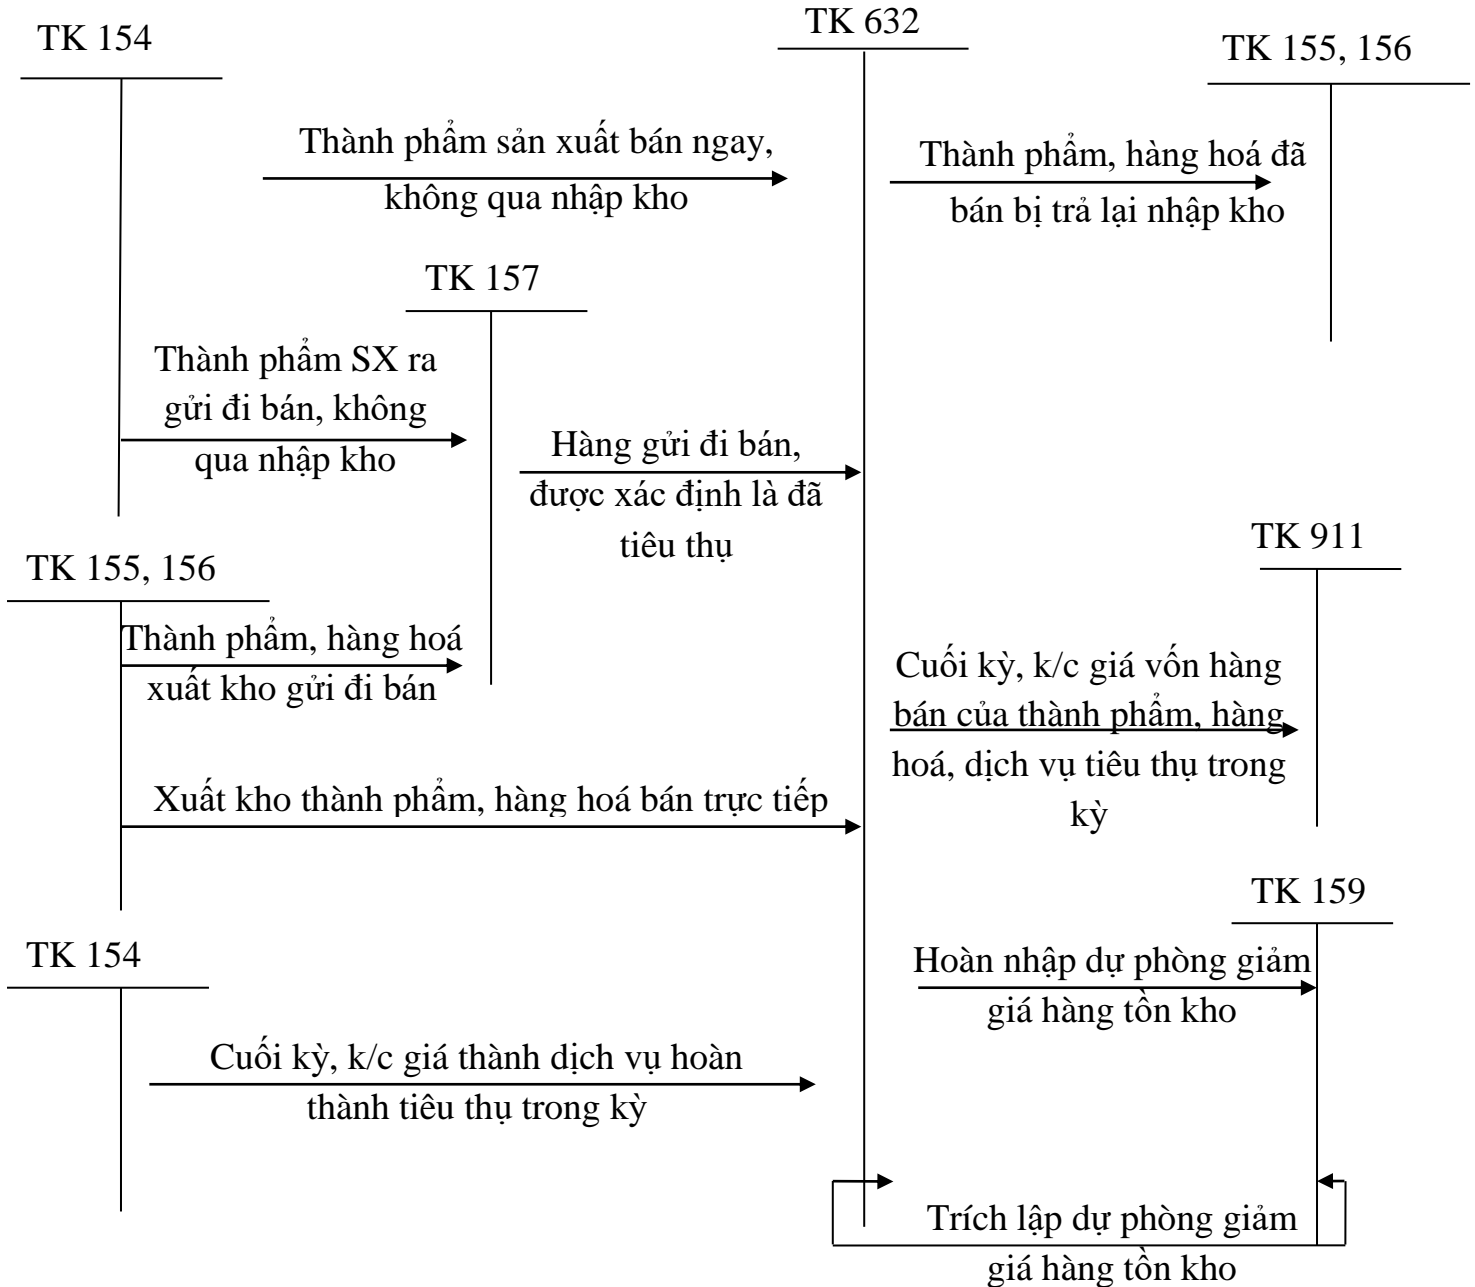 TK 154
TK 632
TK 155, 156
Thành phẩm sản xuất bán ngay,
không qua nhập kho
Thành phẩm, hàng hoá đã
bán bị trả lại nhập kho
TK 157
Thành phẩm SX ra
gửi đi bán, không
qua nhập kho
Hàng gửi đi bán,
được xác định là đã
tiêu thụ
TK 911
TK 155, 156
Thành phẩm, hàng hoá
xuất kho gửi đi bán
Cuối kỳ, k/c giá vốn hàng
bán của thành phẩm, hàng
hoá, dịch vụ tiêu thụ trong
kỳ
Xuất kho thành phẩm, hàng hoá bán trực tiếp
TK 159
TK 154
Hoàn nhập dự phòng giảm
giá hàng tồn kho
Cuối kỳ, k/c giá thành dịch vụ hoàn
thành tiêu thụ trong kỳ
Trích lập dự phòng giảm
giá hàng tồn kho